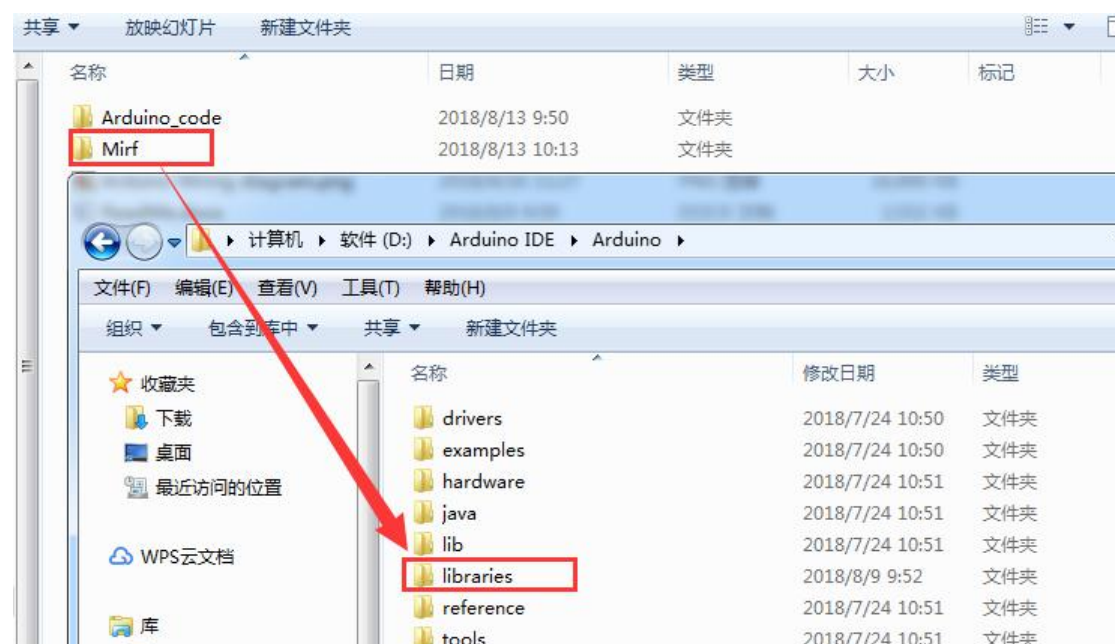 共享 放映幻灯片 新建文件夹
名称 日期 类型 大小 标记
Arduino_code 2018/8/13 9:50 文件夹
Mirf 2018/8/13 10:13 文件夹
计算机 软件 (D:) Arduino IDE Arduino
文件(F) 编辑(E) 查看(V) 工具(T) 帮助(H)
组织 包含到库中 共享 新建文件夹
收藏夹
下载
桌面
最近访问的位置
WPS云文档
库
名称 修改日期 类型
drivers 2018/7/24 10:50 文件夹
examples 2018/7/24 10:50 文件夹
hardware 2018/7/24 10:51 文件夹
java 2018/7/24 10:51 文件夹
lib 2018/7/24 10:51 文件夹
libraries 2018/8/9 9:52 文件夹
reference 2018/7/24 10:51 文件夹
tools 2018/7/24 10:51 文件夹